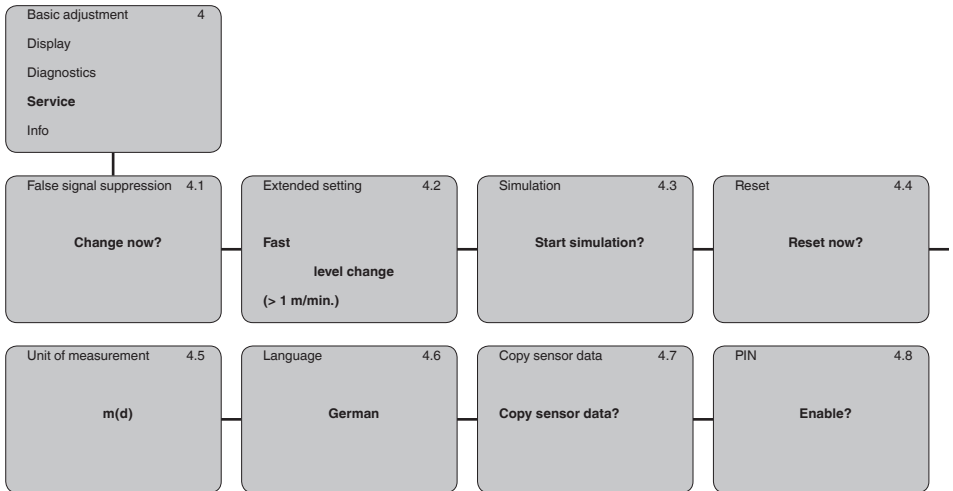 Basic adjustment 4
Display
Diagnostics
Service
Info
False signal suppression 4.1
Change now?
Extended setting 4.2
Fast
level change
(> 1 m/min.)
Simulation 4.3
Start simulation?
Reset 4.4
Reset now?
Unit of measurement 4.5
m(d)
Language 4.6
German
Copy sensor data 4.7
Copy sensor data?
PIN 4.8
Enable?